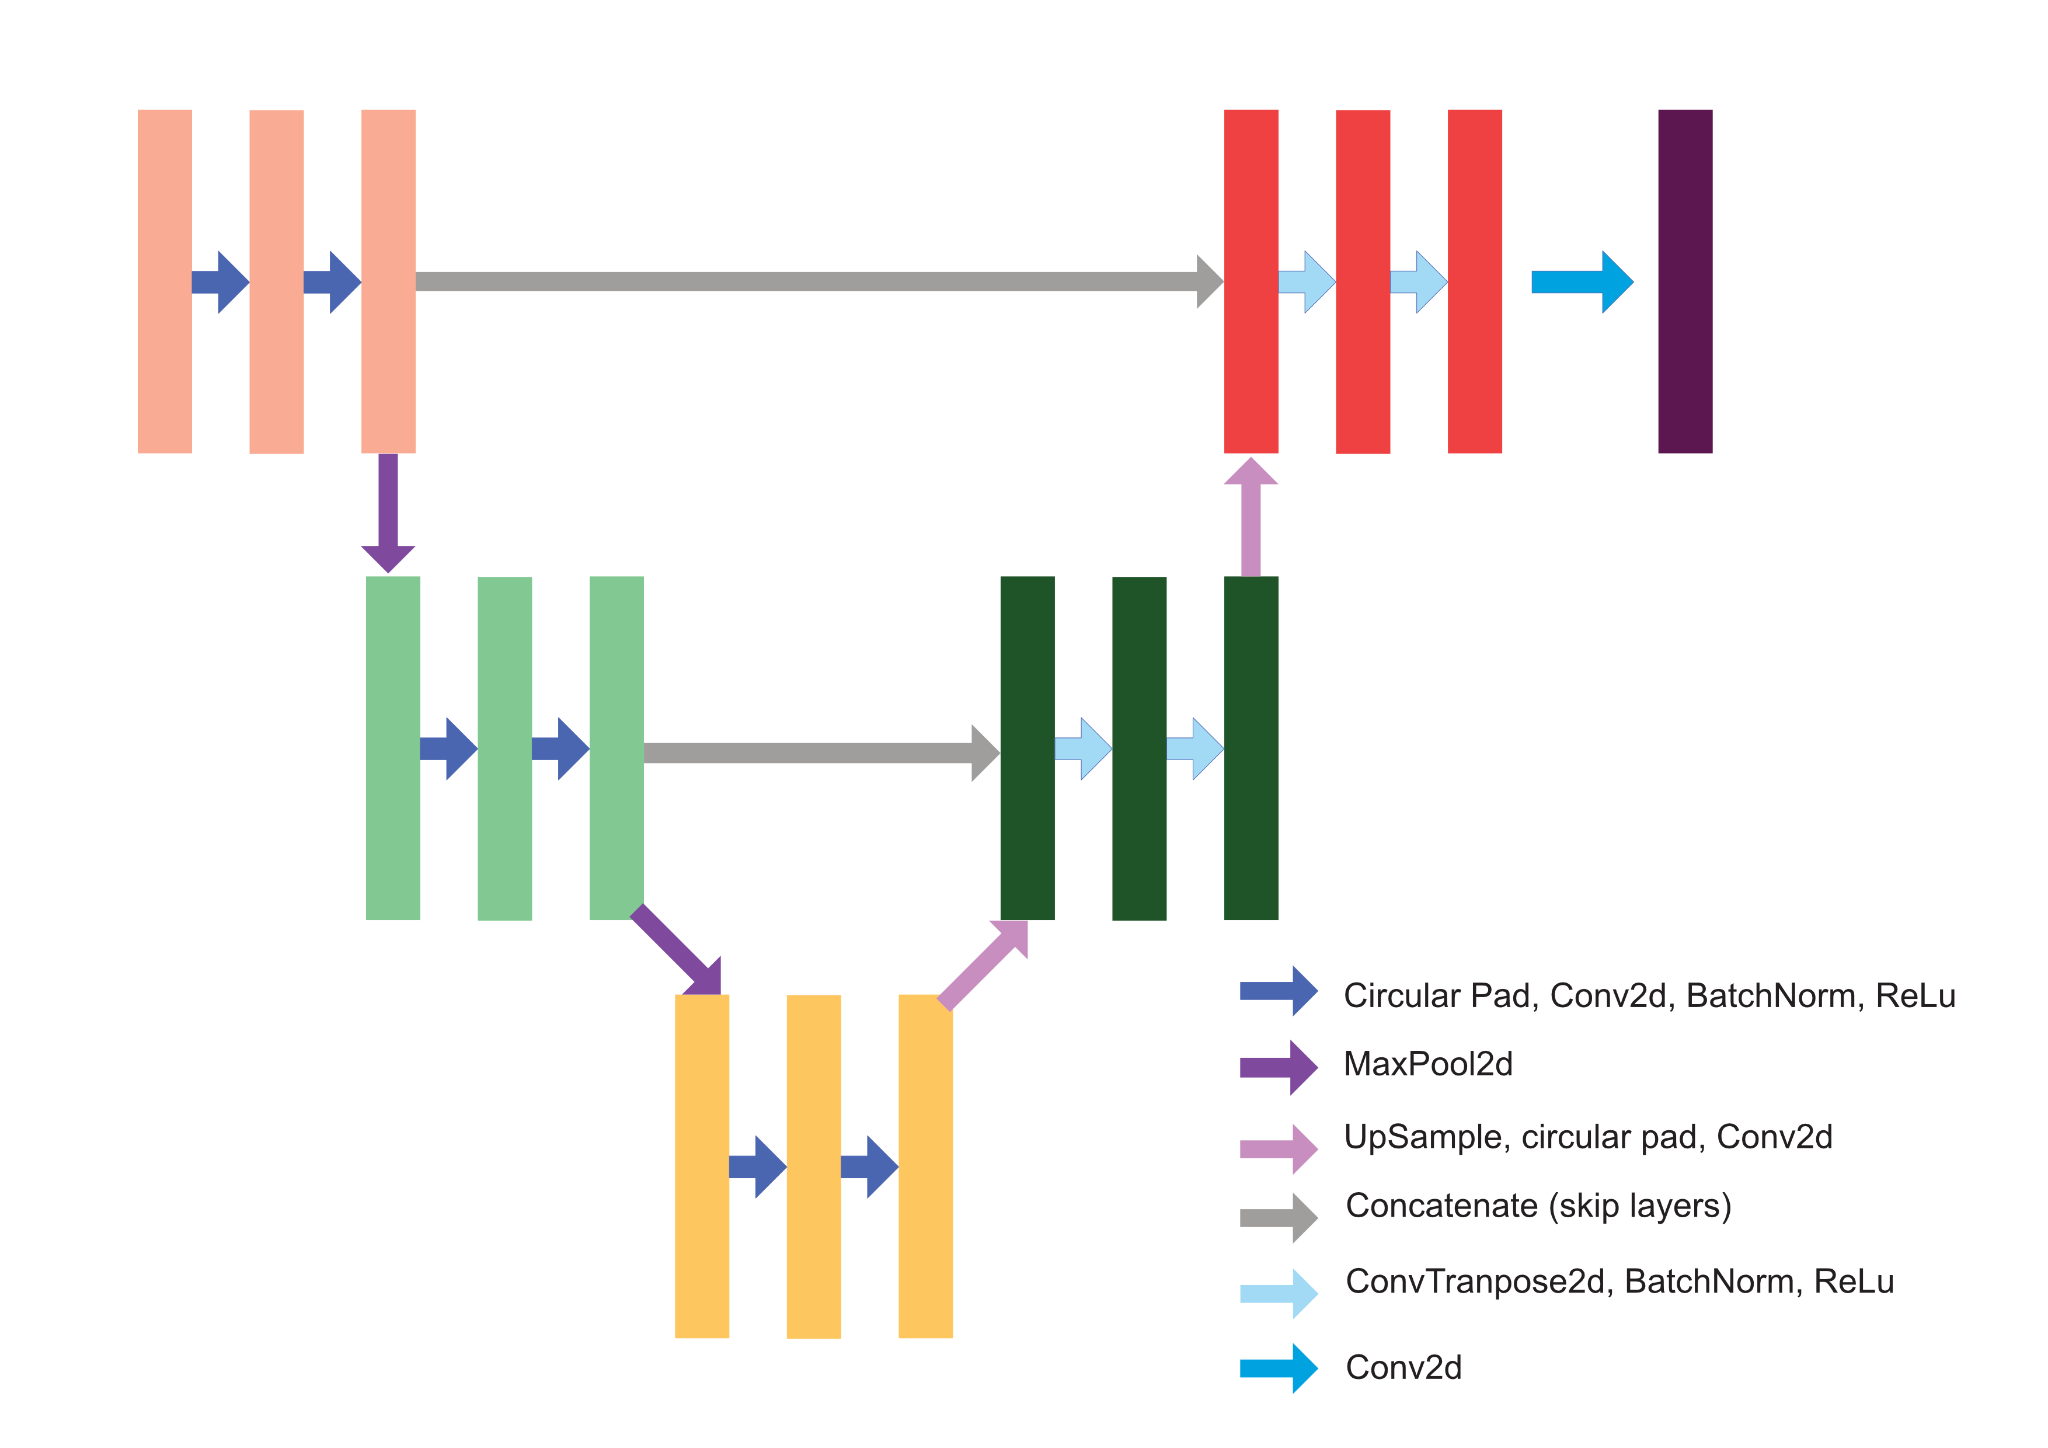 Circular Pad, Conv2d, BatchNorm, ReLu
MaxPool2d
UpSample, circular pad, Conv2d
Concatenate (skip layers)
ConvTranpose2d, BatchNorm, ReLu
Conv2d